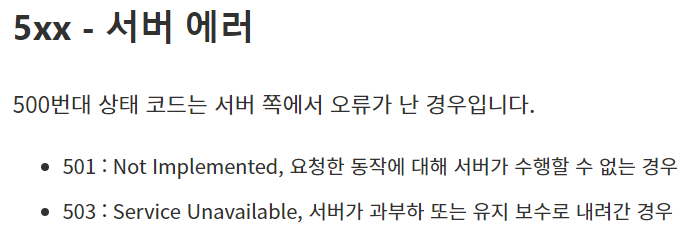 5xx - 서버 에러
500번대 상태 코드는 서버 쪽에서 오류가 난 경우입니다.
• 501 : Not Implemented, 요청한 동작에 대해 서버가 수행할 수 없는 경우
• 503 : Service Unavailable, 서버가 과부하 또는 유지 보수로 내려간 경우